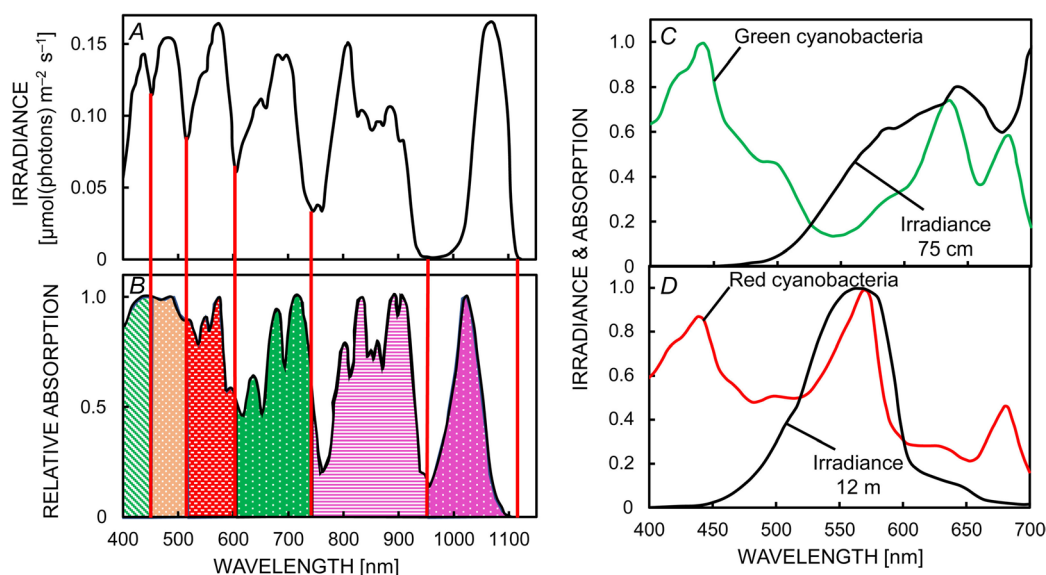 A
IRRADIANCE
[µmol(photons) m⁻² s⁻¹]
0.15
0.10
0.05
0
B
RELATIVE ABSORPTION
1.0
0.5
0
400 500 600 700 800 900 1000 1100
WAVELENGTH [nm]
C
Green cyanobacteria
Irradiance
75 cm
IRRADIANCE & ABSORPTION
1.0
0.8
0.6
0.4
0.2
0
D
Red cyanobacteria
Irradiance
12 m
1.0
0.8
0.6
0.4
0.2
0
400 450 500 550 600 650 700
WAVELENGTH [nm]